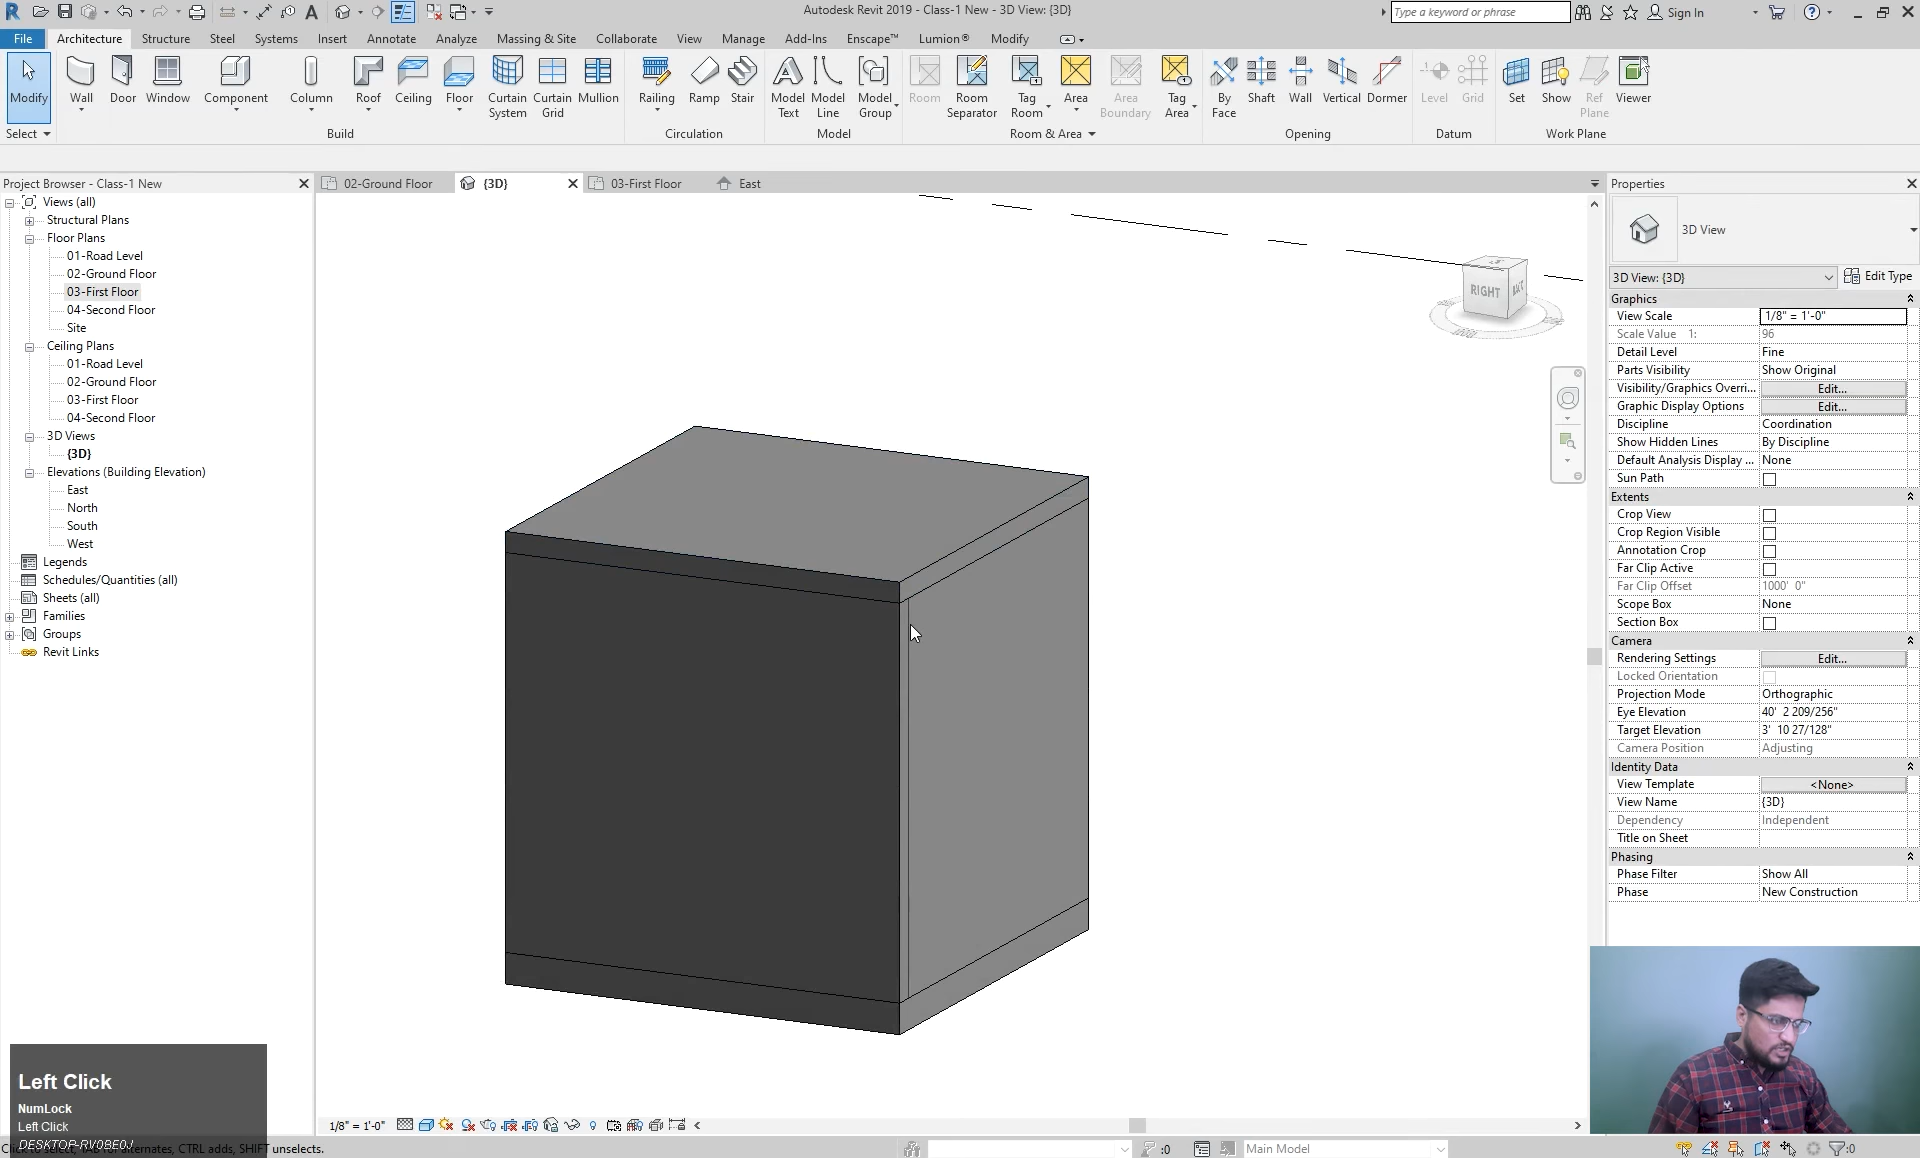 Autodesk Revit 2019 - Class-1 New - 3D View: {3D}
Type a keyword or phrase
Sign In
File Architecture Structure Steel Systems Insert Annotate Analyze Massing & Site Collaborate View Manage Add-Ins Enscape™ Lumion® Modify
Modify Wall Door Window Component Column Roof Ceiling Floor Curtain System Curtain Grid Mullion Railing Ramp Stair Model Text Model Line Model Group Room Room Separator Tag Room Area Area Boundary Tag Area By Face Shaft Wall Vertical Dormer Level Grid Set Show Ref Plane Viewer
Select Build Circulation Model Room & Area Opening Datum Work Plane
Project Browser - Class-1 New
02-Ground Floor {3D} 03-First Floor East
Properties
Views (all)
Structural Plans
Floor Plans
01-Road Level
02-Ground Floor
03-First Floor
04-Second Floor
Site
Ceiling Plans
01-Road Level
02-Ground Floor
03-First Floor
04-Second Floor
3D Views
{3D}
Elevations (Building Elevation)
East
North
South
West
Legends
Schedules/Quantities (all)
Sheets (all)
Families
Groups
Revit Links
RIGHT
3D View
3D View: {3D} Edit Type
Graphics
View Scale 1/8" = 1'-0"
Scale Value 1: 96
Detail Level Fine
Parts Visibility Show Original
Visibility/Graphics Overri... Edit...
Graphic Display Options Edit...
Discipline Coordination
Show Hidden Lines By Discipline
Default Analysis Display ... None
Sun Path
Extents
Crop View
Crop Region Visible
Annotation Crop
Far Clip Active
Far Clip Offset 1000' 0"
Scope Box None
Section Box
Camera
Rendering Settings Edit...
Locked Orientation
Projection Mode Orthographic
Eye Elevation 40' 2 209/256"
Target Elevation 3' 10 27/128"
Camera Position Adjusting
Identity Data
View Template <None>
View Name {3D}
Dependency Independent
Title on Sheet
Phasing
Phase Filter Show All
Phase New Construction
Left Click
NumLock
Left Click
DESKTOP-RV0BE0J
1/8" = 1'-0"
Click to select, TAB for alternates, CTRL adds, SHIFT unselects.
:0
Main Model
:0